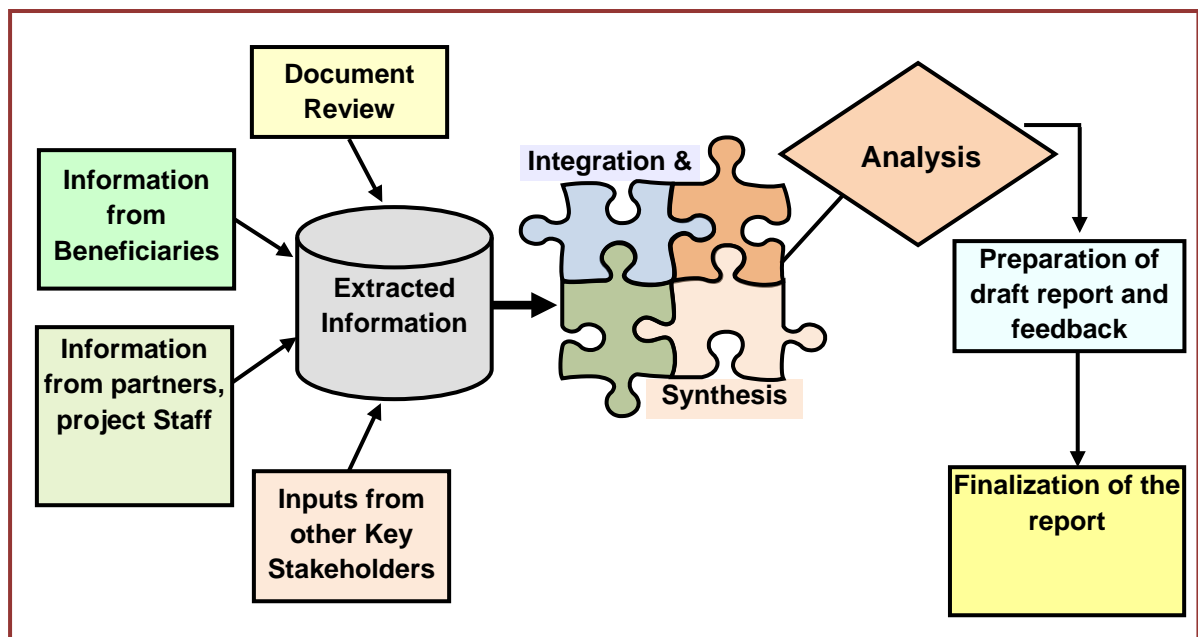 Document
Review
Information
from
Beneficiaries
Information
from partners,
project Staff
Inputs from
other Key
Stakeholders
Extracted
Information
Integration &
Synthesis
Analysis
Preparation of
draft report and
feedback
Finalization of the
report